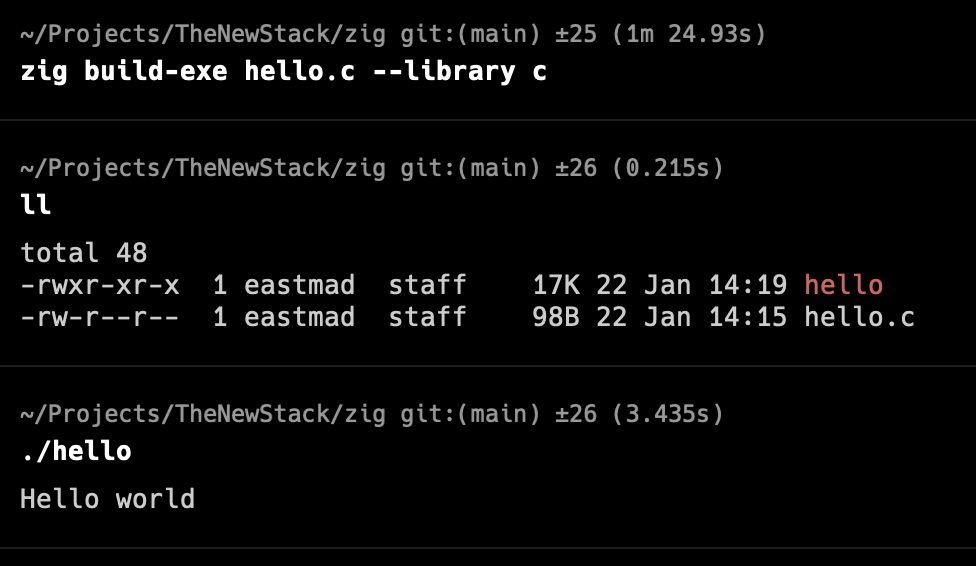 ~/Projects/TheNewStack/zig git:(main) ±25 (1m 24.93s)
zig build-exe hello.c --library c
~/Projects/TheNewStack/zig git:(main) ±26 (0.215s)
ll
total 48
-rwxr-xr-x  1 eastmad  staff    17K 22 Jan 14:19 hello
-rw-r--r--  1 eastmad  staff    98B 22 Jan 14:15 hello.c
~/Projects/TheNewStack/zig git:(main) ±26 (3.435s)
./hello
Hello world